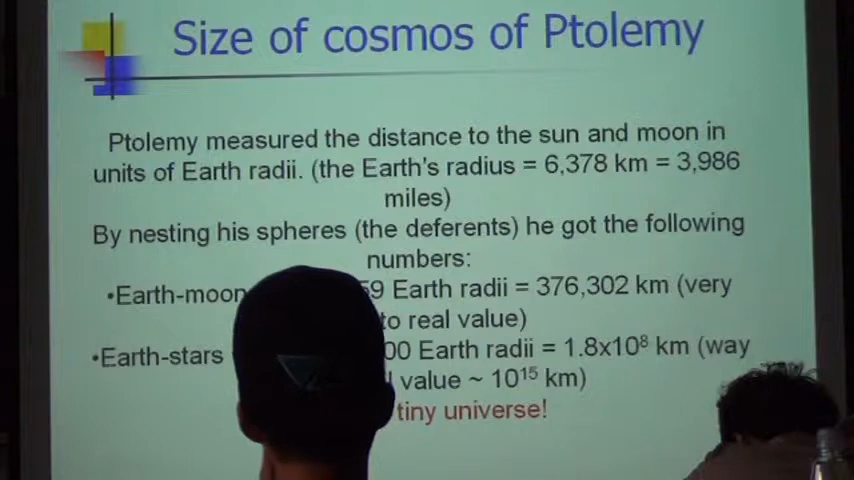 Size of cosmos of Ptolemy
Ptolemy measured the distance to the sun and moon in
units of Earth radii. (the Earth's radius = 6,378 km = 3,986
miles)
By nesting his spheres (the deferents) he got the following
numbers:
•Earth-moon 59 Earth radii = 376,302 km (very
to real value)
•Earth-stars 00 Earth radii = 1.8x10⁸ km (way
value ~ 10¹⁵ km)
tiny universe!